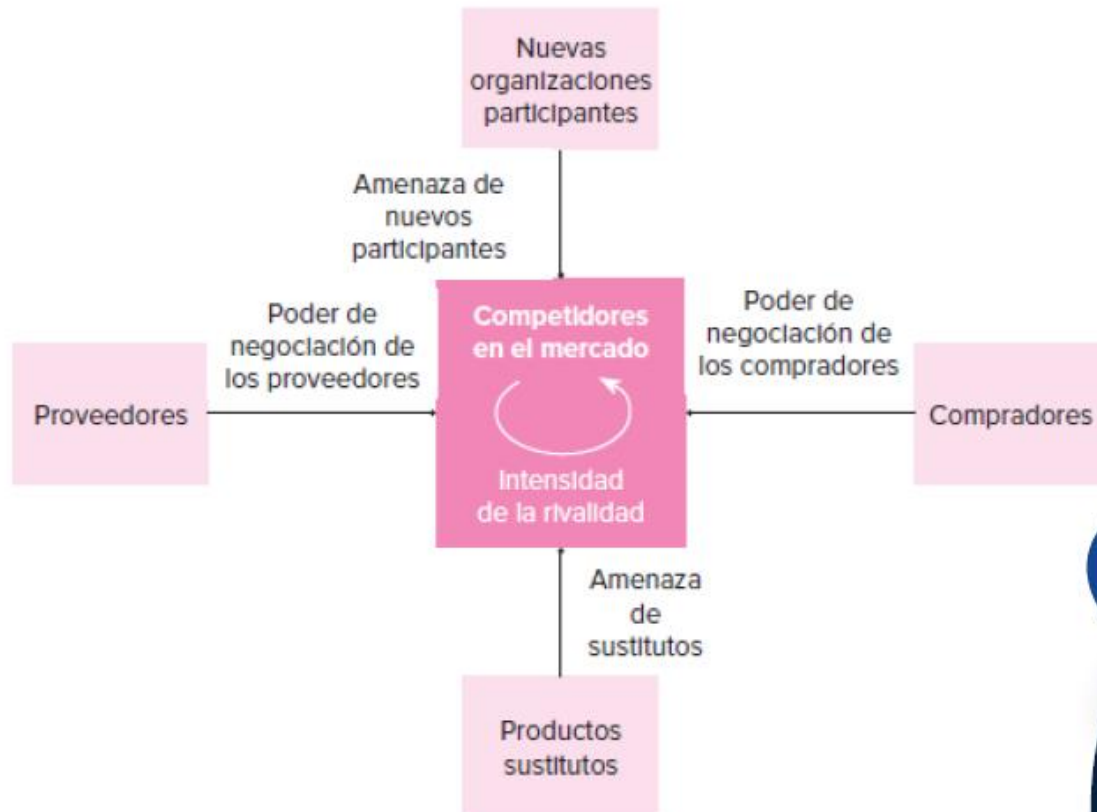 Nuevas
organizaciones
participantes
Amenaza de
nuevos
participantes
Poder de
negociación de
los proveedores
Competidores
en el mercado
Poder de
negociación de
los compradores
Proveedores
Compradores
Intensidad
de la rivalidad
Amenaza
de
sustitutos
Productos
sustitutos